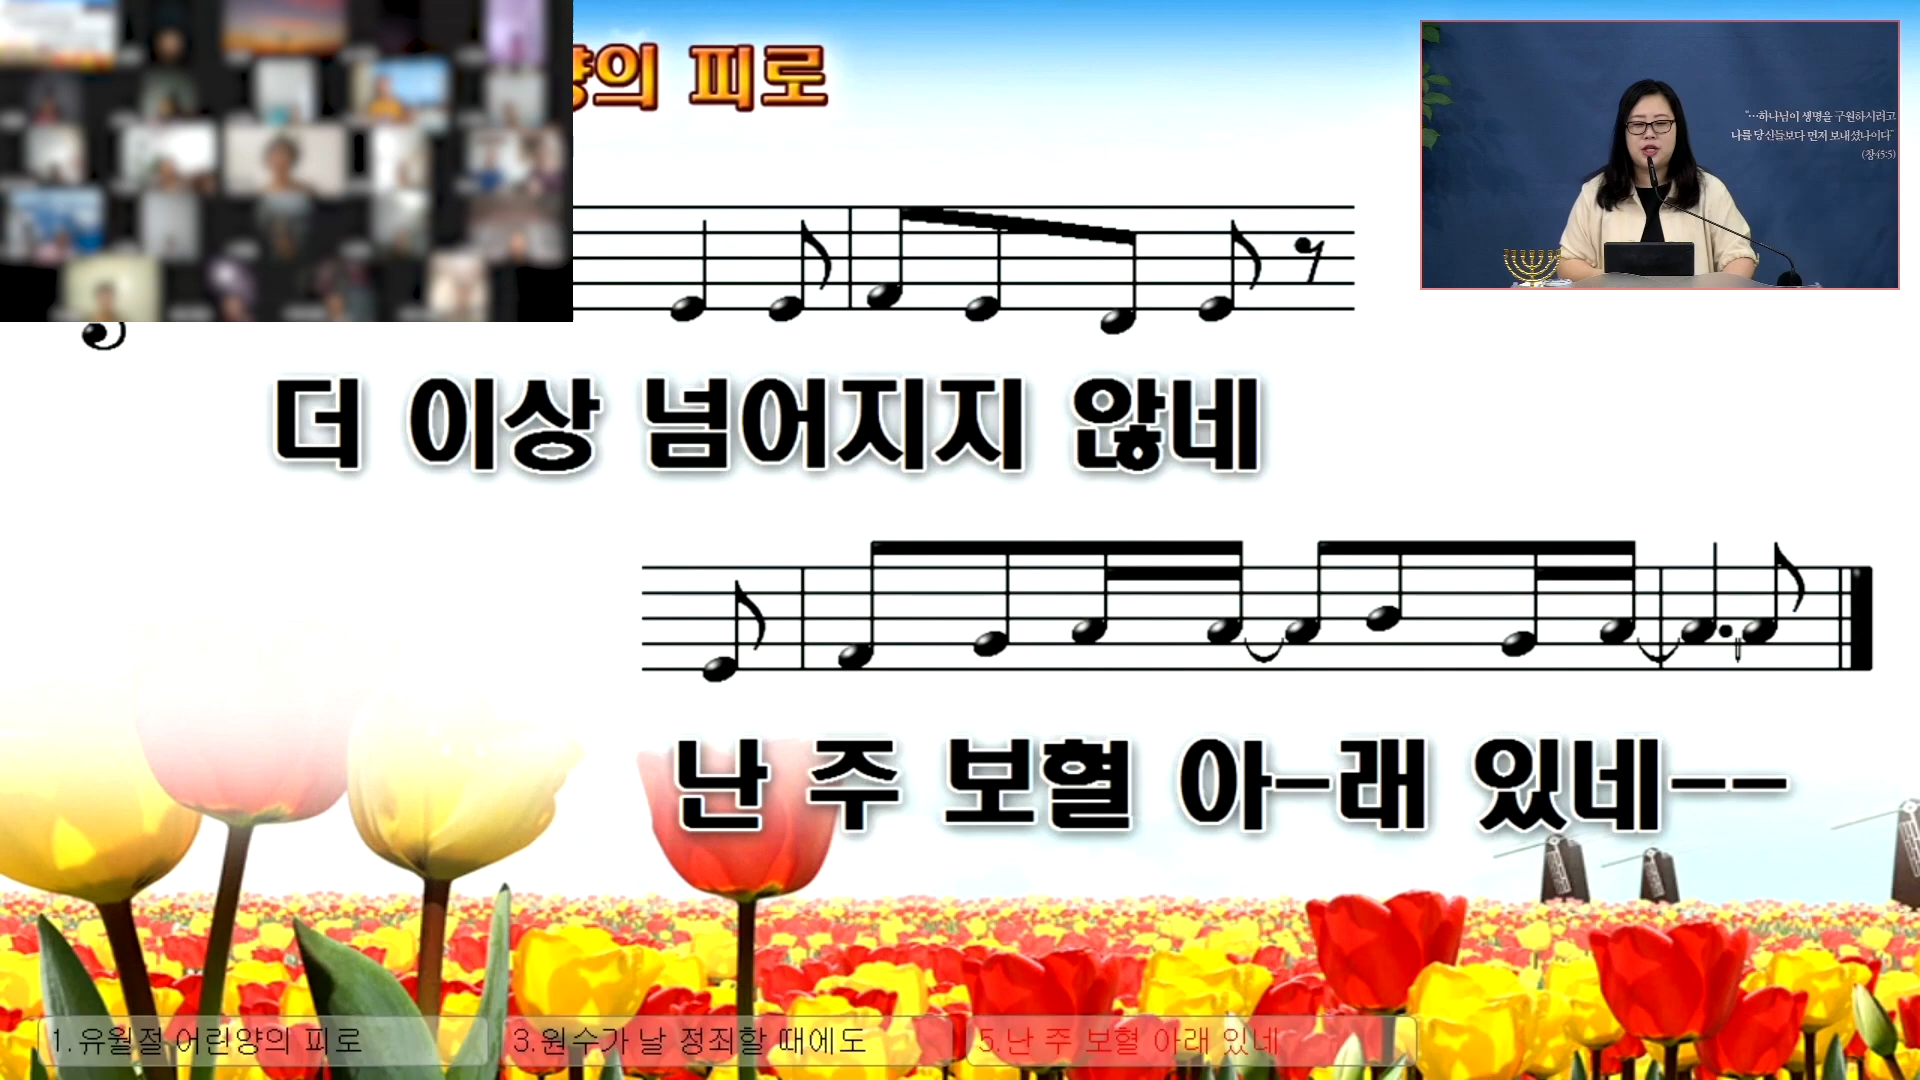 양의 피로
"…하나님이 생명을 구원하시려고
나를 당신들보다 먼저 보내셨나이다"
(창45:5)
더 이상 넘어지지 않네
난 주 보혈 아-래 있네--
1.유월절 어린양의 피로
3.원수가 날 정죄할 때에도
5.난 주 보혈 아래 있네